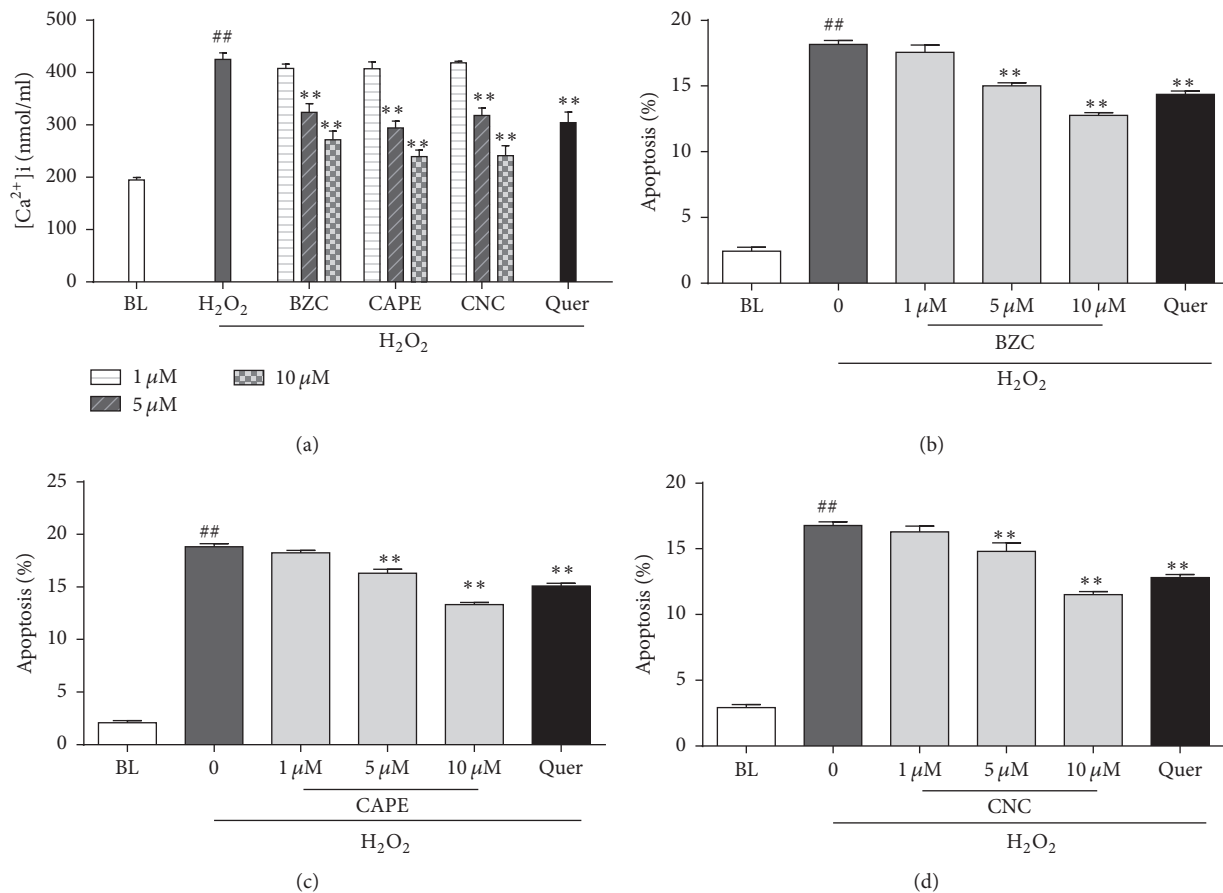 500
400
300
200
100
0
[Ca²⁺]i (nmol/ml)
##
** ** ** ** ** ** **
BL H₂O₂ BZC CAPE CNC Quer
H₂O₂
1 μM 10 μM
5 μM
(a)
20
15
10
5
0
Apoptosis (%)
##
** ** **
BL 0 1 μM 5 μM 10 μM Quer
BZC
H₂O₂
(b)
25
20
15
10
5
0
Apoptosis (%)
##
** ** **
BL 0 1 μM 5 μM 10 μM Quer
CAPE
H₂O₂
(c)
20
15
10
5
0
Apoptosis (%)
##
** ** **
BL 0 1 μM 5 μM 10 μM Quer
CNC
H₂O₂
(d)